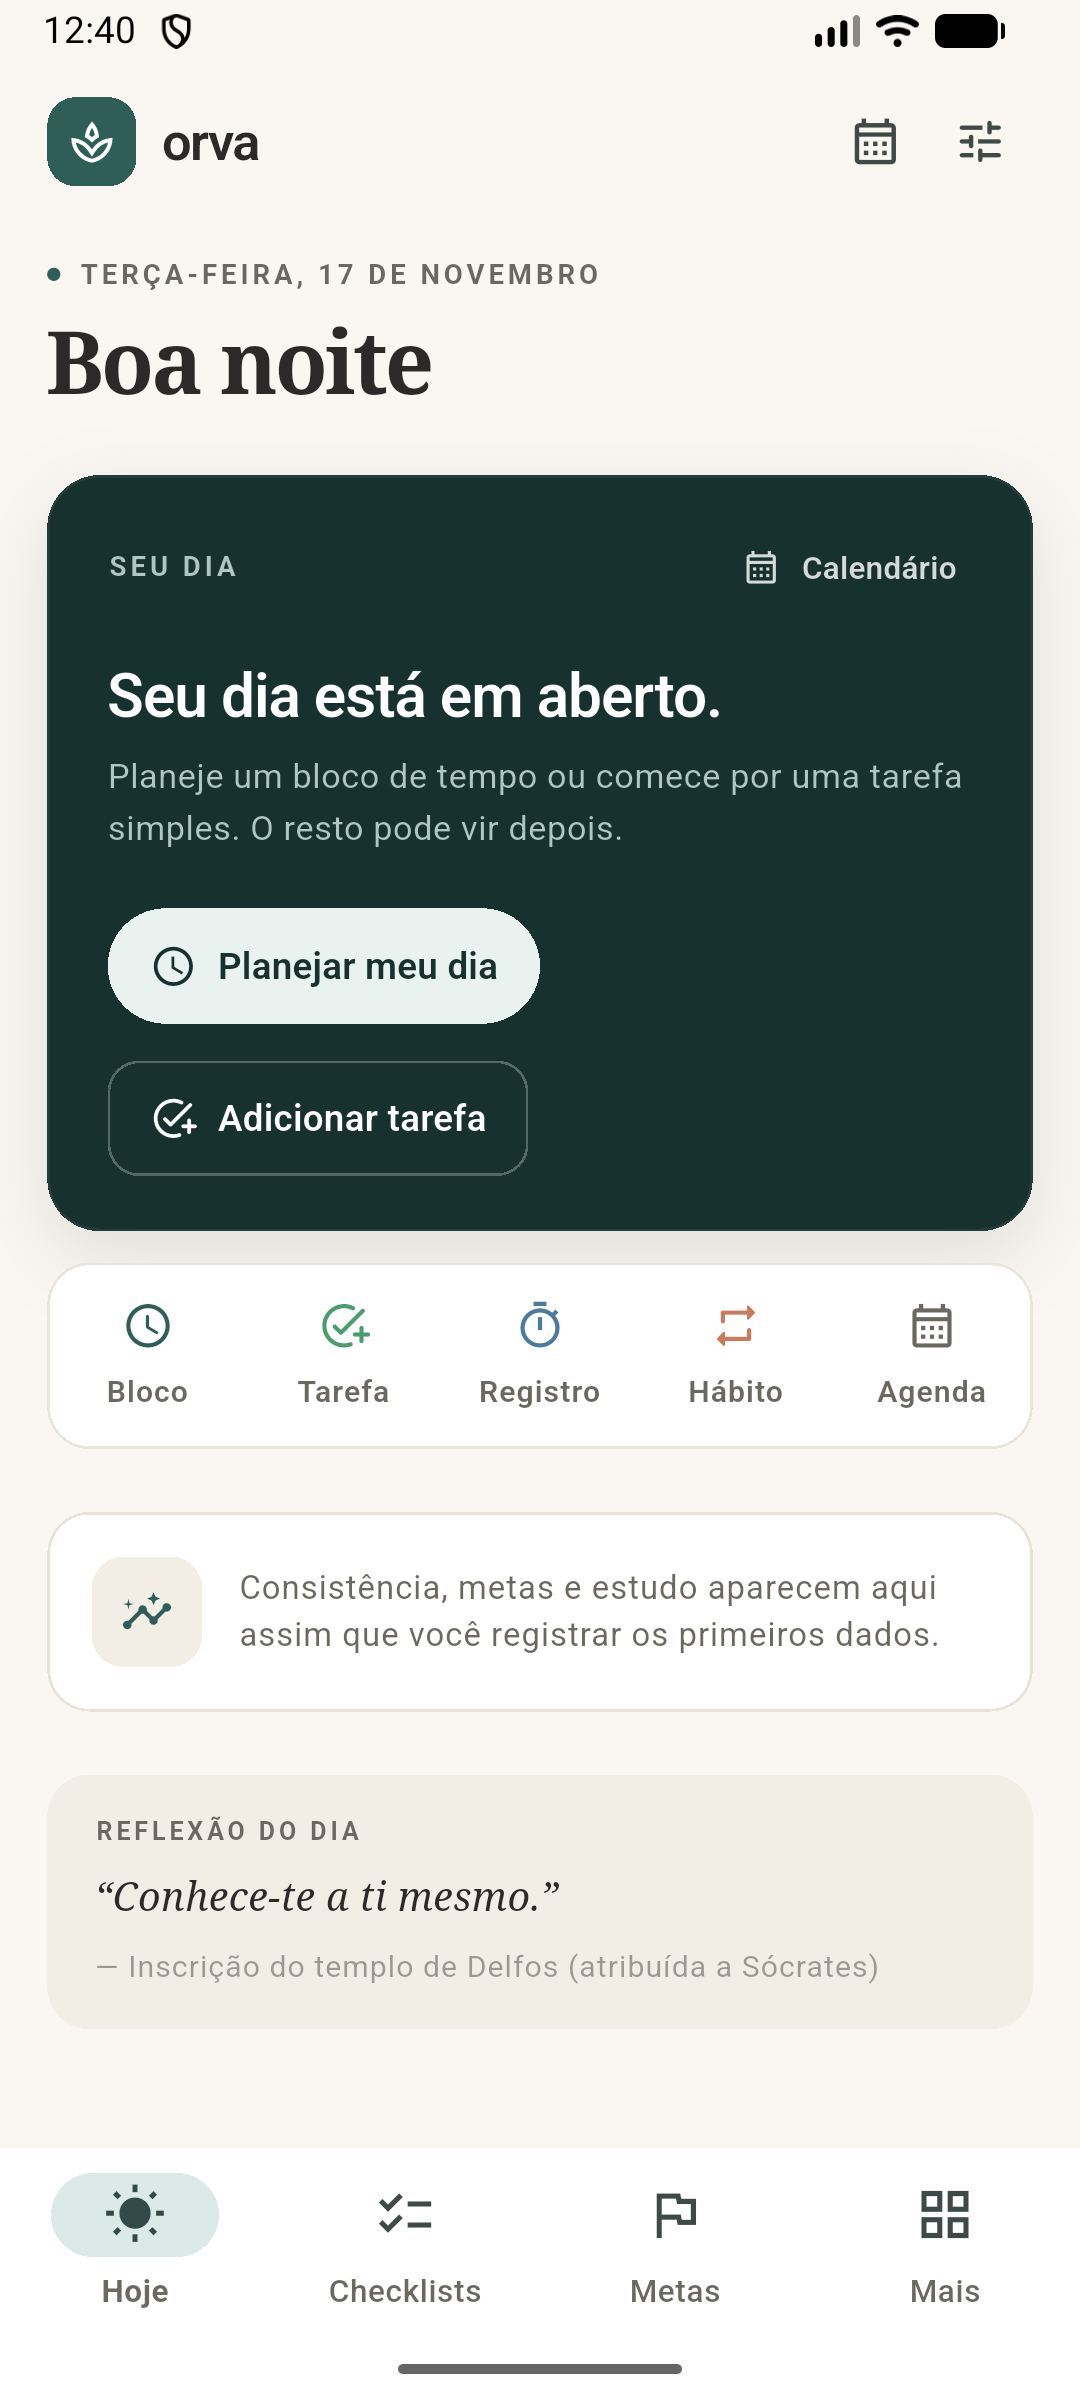 12:40
orva
TERÇA-FEIRA, 17 DE NOVEMBRO
Boa noite
SEU DIA
Calendário
Seu dia está em aberto.
Planeje um bloco de tempo ou comece por uma tarefa
simples. O resto pode vir depois.
Planejar meu dia
Adicionar tarefa
Bloco
Tarefa
Registro
Hábito
Agenda
Consistência, metas e estudo aparecem aqui
assim que você registrar os primeiros dados.
REFLEXÃO DO DIA
“Conhece-te a ti mesmo.”
— Inscrição do templo de Delfos (atribuída a Sócrates)
Hoje
Checklists
Metas
Mais